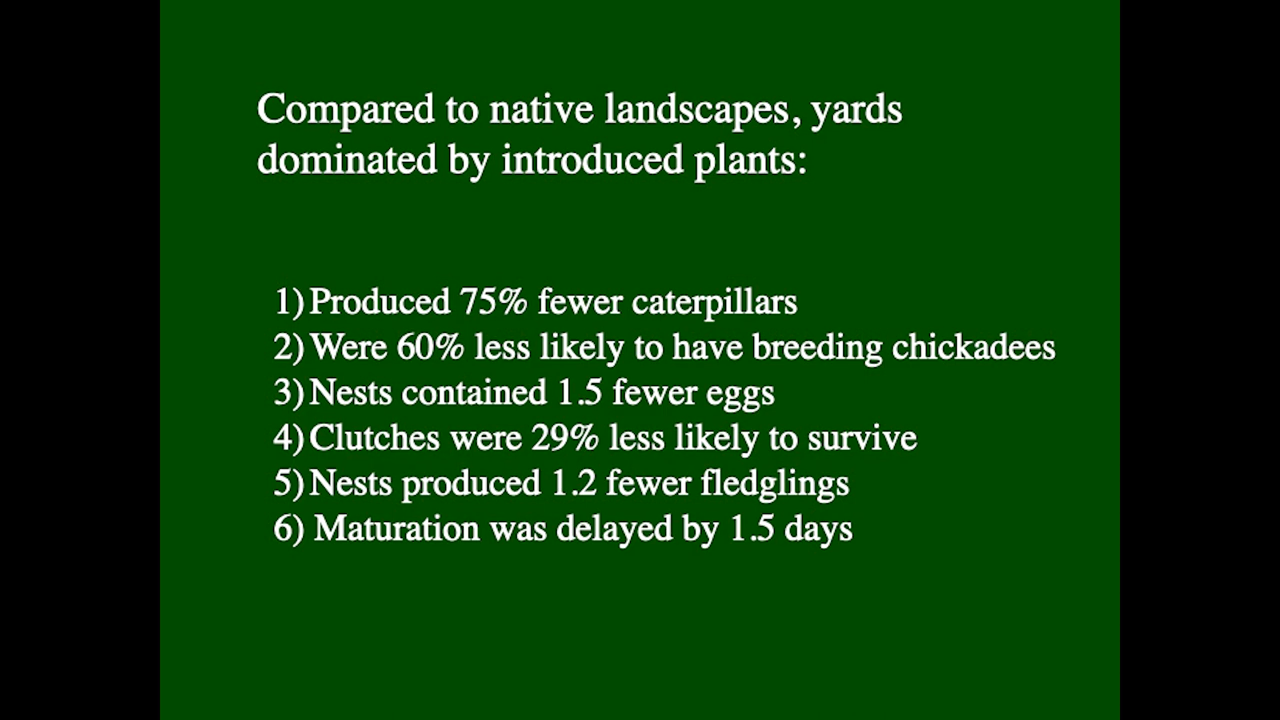 Compared to native landscapes, yards
dominated by introduced plants:
1) Produced 75% fewer caterpillars
2) Were 60% less likely to have breeding chickadees
3) Nests contained 1.5 fewer eggs
4) Clutches were 29% less likely to survive
5) Nests produced 1.2 fewer fledglings
6) Maturation was delayed by 1.5 days